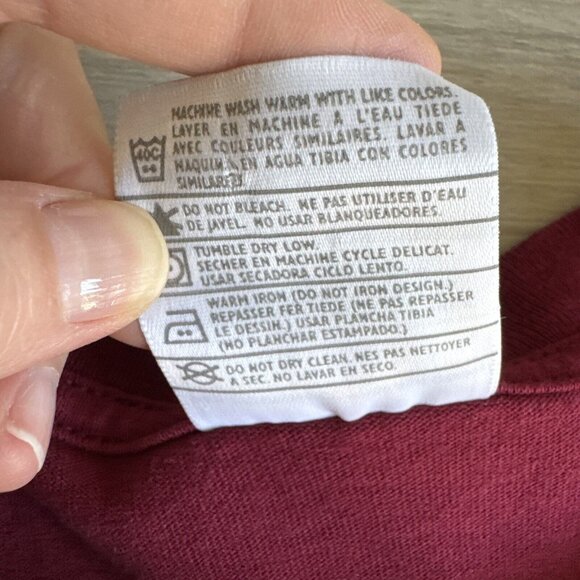 MACHINE WASH WARM WITH LIKE COLORS.
LAVER EN MACHINE À L'EAU TIEDE
AVEC COULEURS SIMILAIRES. LAVAR A
MAQUINA EN AGUA TIBIA CON COLORES
SIMILARES
40C
DO NOT BLEACH. NE PAS UTILISER D'EAU
DE JAVEL. NO USAR BLANQUEADORES.
TUMBLE DRY LOW.
SECHER EN MACHINE CYCLE DELICAT.
USAR SECADORA CICLO LENTO.
WARM IRON (DO NOT IRON DESIGN.)
REPASSER FER TIEDE (NE PAS REPASSER
LE DESSIN.) USAR PLANCHA TIBIA
(NO PLANCHAR ESTAMPADO.)
DO NOT DRY CLEAN. NES PAS NETTOYER
A SEC. NO LAVAR EN SECO.